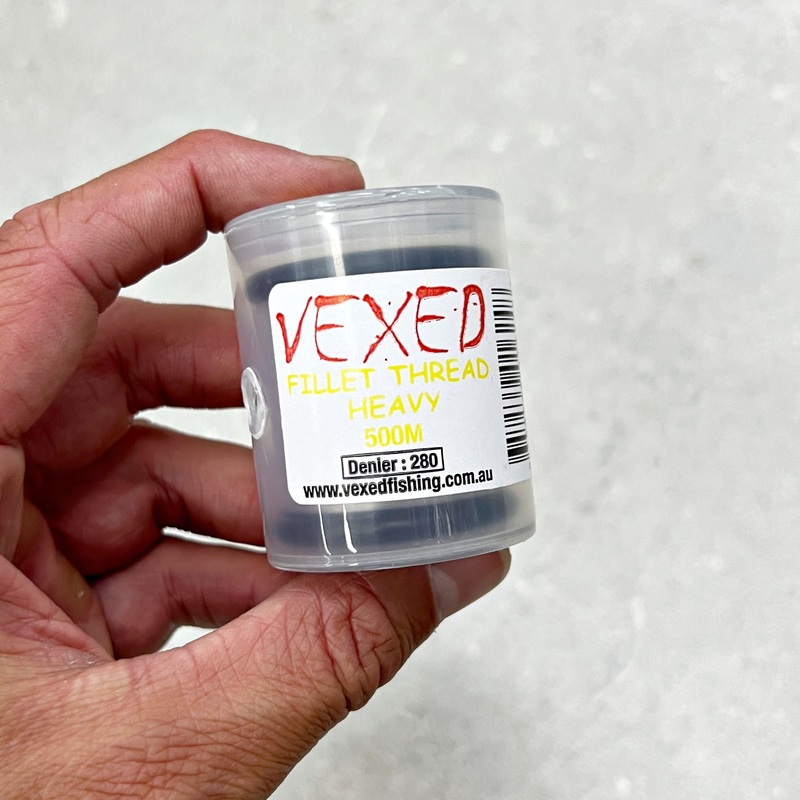 VEXED
FILLET THREAD
HEAVY
500M
Denier : 280
www.vexedfishing.com.au